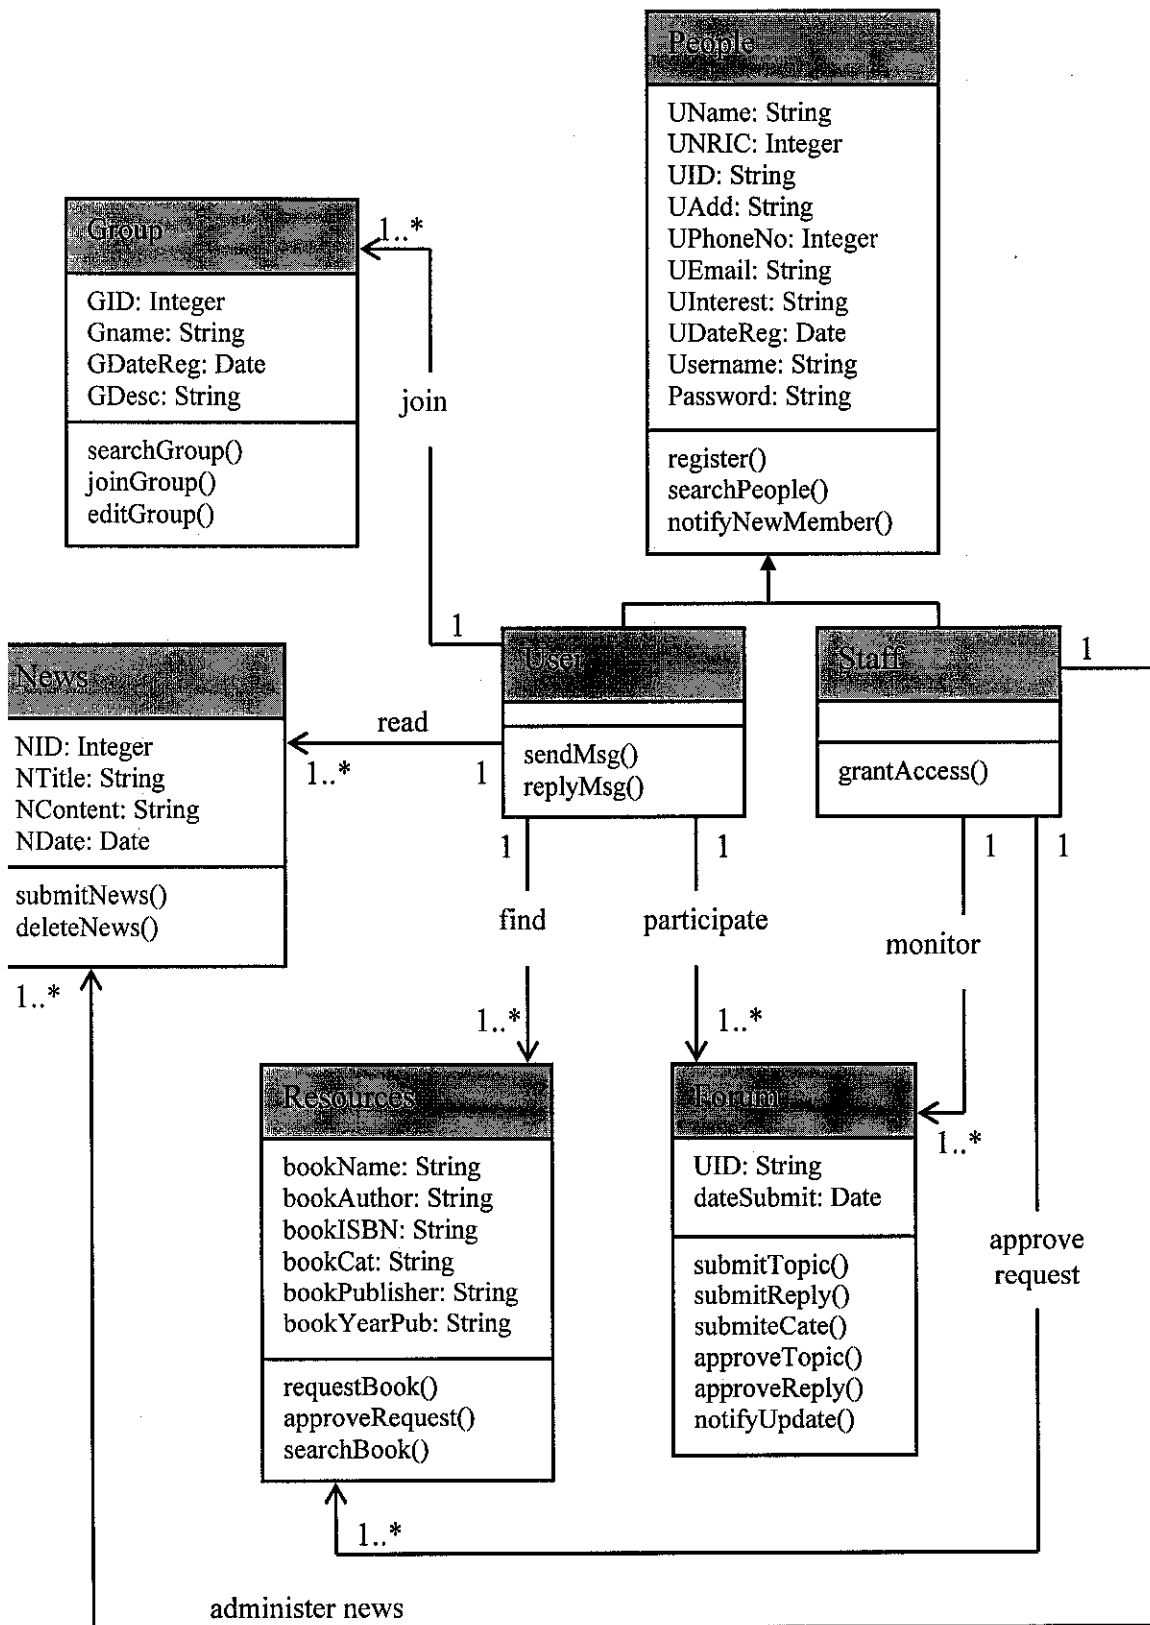 People
UName: String
UNRIC: Integer
UID: String
UAdd: String
UPhoneNo: Integer
UEmail: String
UInterest: String
UDateReg: Date
Username: String
Password: String
register()
searchPeople()
notifyNewMember()
Group
GID: Integer
Gname: String
GDateReg: Date
GDesc: String
searchGroup()
joinGroup()
editGroup()
1..*
join
1
User
sendMsg()
replyMsg()
Staff
grantAccess()
1
News
NID: Integer
NTitle: String
NContent: String
NDate: Date
submitNews()
deleteNews()
read
1..*
1
1
find
1..*
1
participate
1..*
1
monitor
1..*
1
approve
request
1..*
Resources
bookName: String
bookAuthor: String
bookISBN: String
bookCat: String
bookPublisher: String
bookYearPub: String
requestBook()
approveRequest()
searchBook()
Forum
UID: String
dateSubmit: Date
submitTopic()
submitReply()
submiteCate()
approveTopic()
approveReply()
notifyUpdate()
1..*
administer news